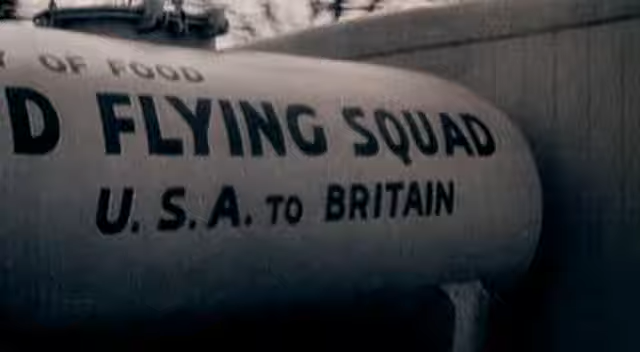 Y OF FOOD
D FLYING SQUAD
U.S.A. TO BRITAIN